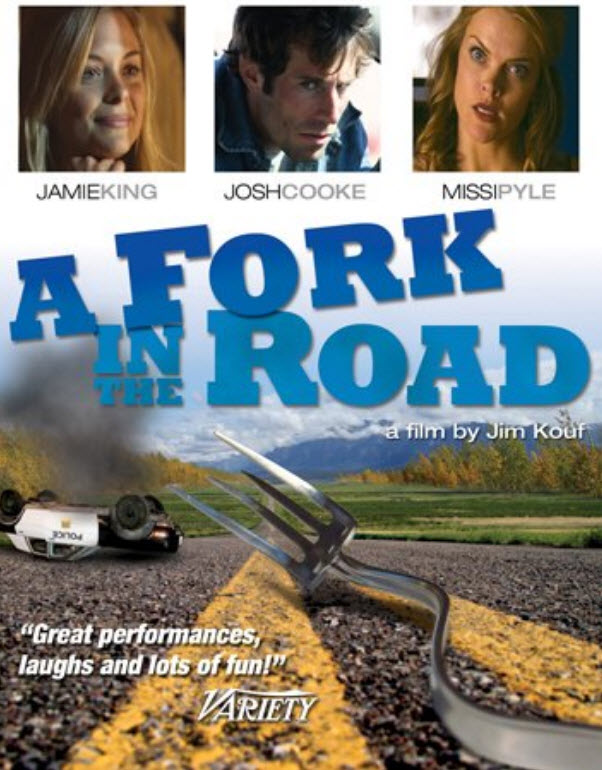 JAMIEKING JOSHCOOKE MISSIPYLE
A FORK
IN THE ROAD
a film by Jim Kouf
POLICE
“Great performances,
laughs and lots of fun!”
VARIETY